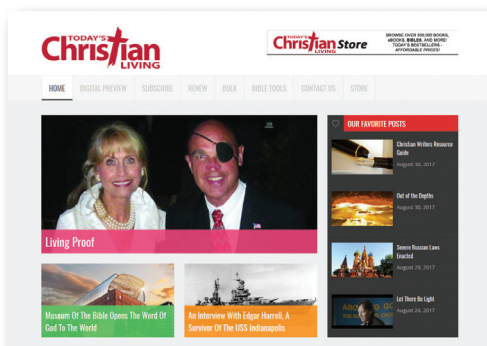 TODAY'S
Christian
LIVING
Christian Store
BROWSE OVER 500,000 BOOKS,
eBOOKS, BIBLES, AND MORE!
TODAY'S BESTSELLERS -
AFFORDABLE PRICES!
HOME DIGITAL PREVIEW SUBSCRIBE RENEW BULK BIBLE TOOLS CONTACT US STORE
OUR FAVORITE POSTS
Christian Writers Resource
Guide
August 30, 2017
Out of the Depths
August 30, 2017
Severe Russian Laws
Enacted
August 29, 2017
Let There Be Light
August 24, 2017
Living Proof
Museum Of The Bible Opens The Word Of
God To The World
An Interview With Edgar Harrell, A
Survivor Of The USS Indianapolis